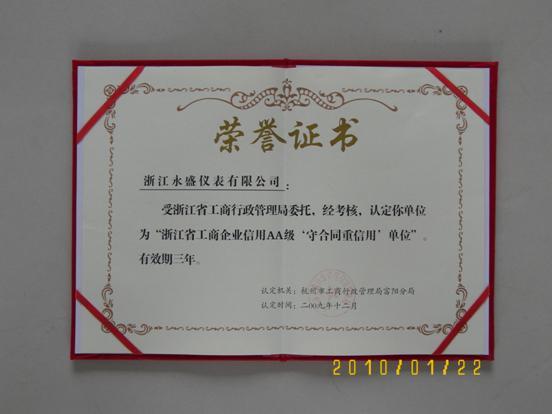 荣誉证书
浙江永盛仪表有限公司：
受浙江省工商行政管理局委托，经考核，认定你单位
为“浙江省工商企业信用AA级‘守合同重信用’单位”。
有效期三年。
认定机关：杭州市工商行政管理局富阳分局
认定时间：二00九年十二月
2010/01/22